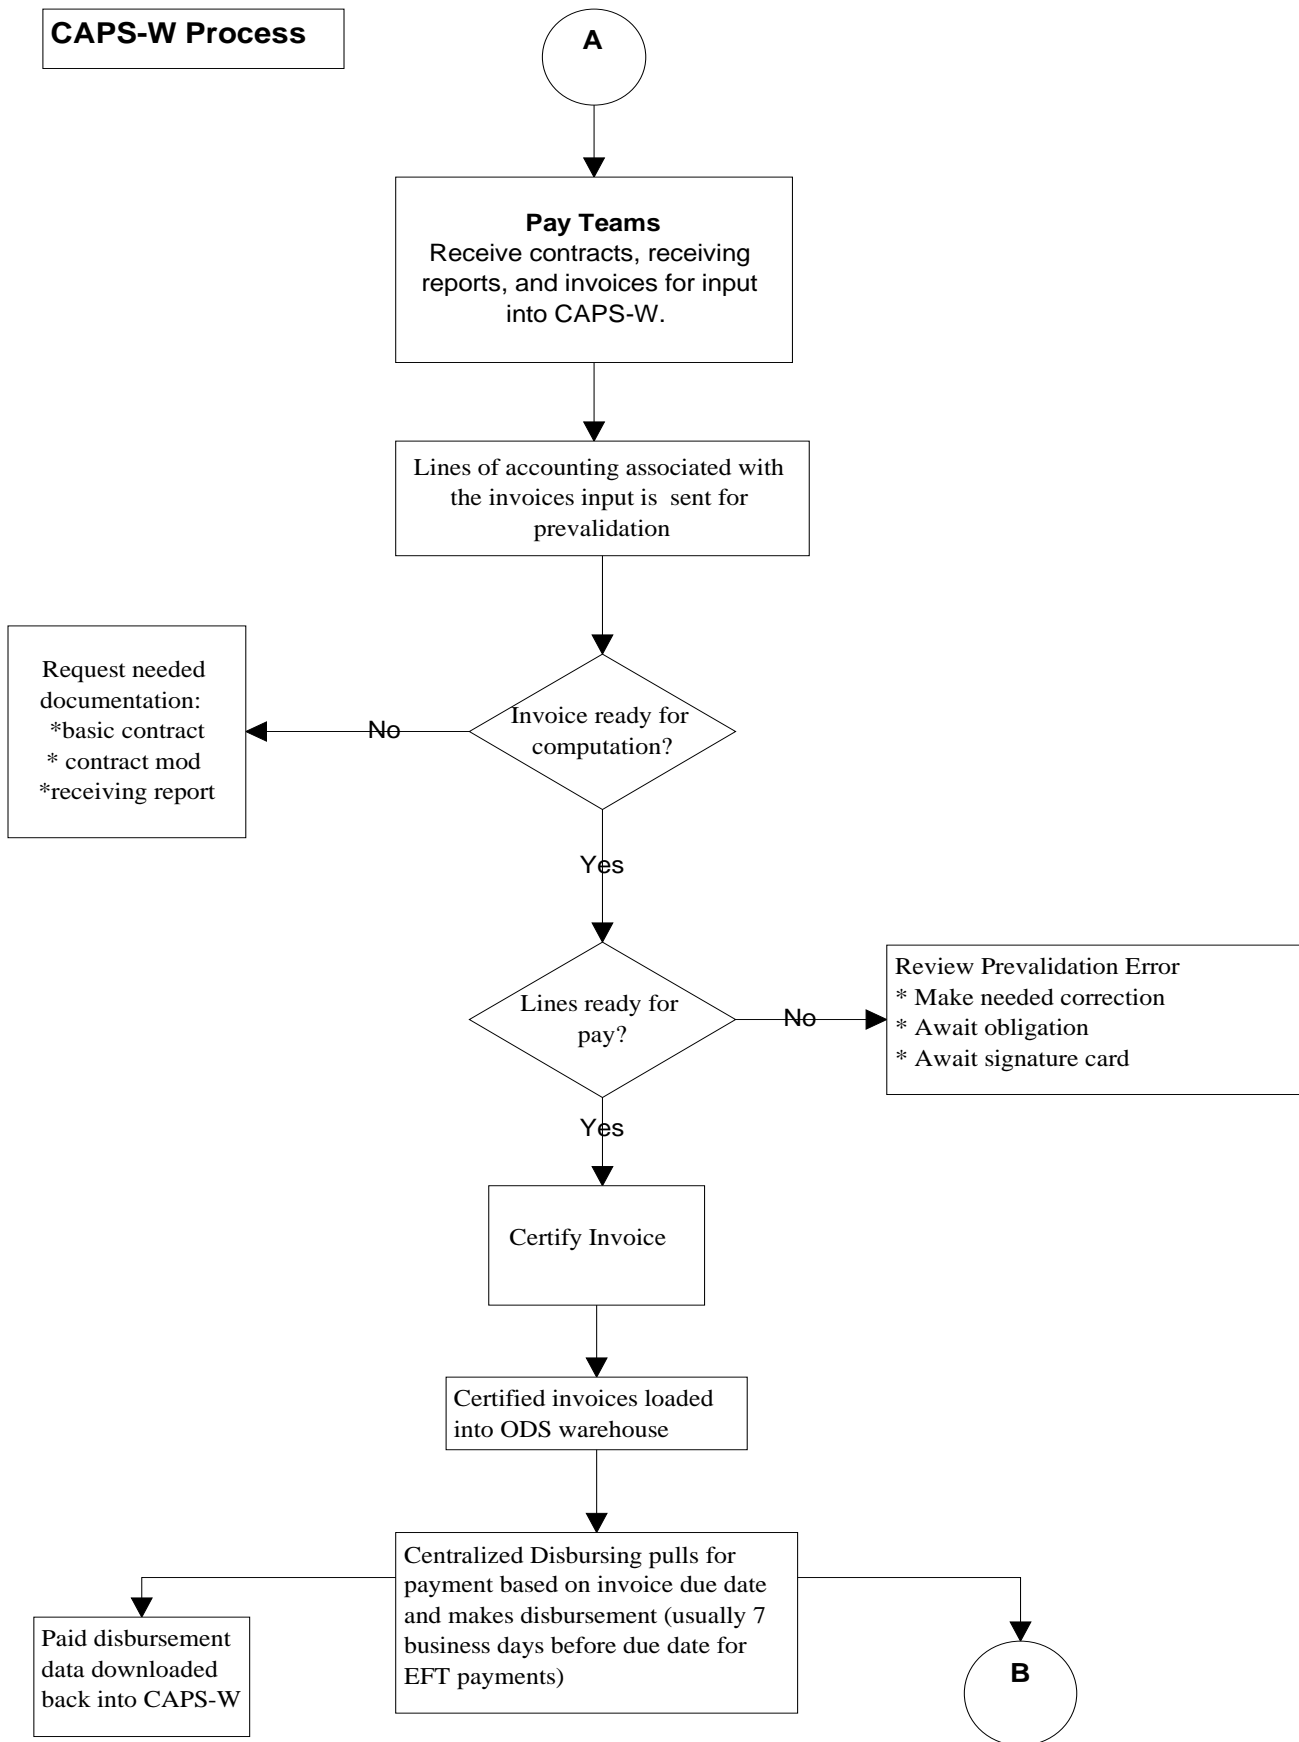 CAPS-W Process
A
Pay Teams
Receive contracts, receiving
reports, and invoices for input
into CAPS-W.
Lines of accounting associated with
the invoices input is  sent for
prevalidation
Request needed
documentation:
*basic contract
* contract mod
*receiving report
No
Invoice ready for
computation?
Yes
Lines ready for
pay?
No
Review Prevalidation Error
* Make needed correction
* Await obligation
* Await signature card
Yes
Certify Invoice
Certified invoices loaded
into ODS warehouse
Centralized Disbursing pulls for
payment based on invoice due date
and makes disbursement (usually 7
business days before due date for
EFT payments)
Paid disbursement
data downloaded
back into CAPS-W
B